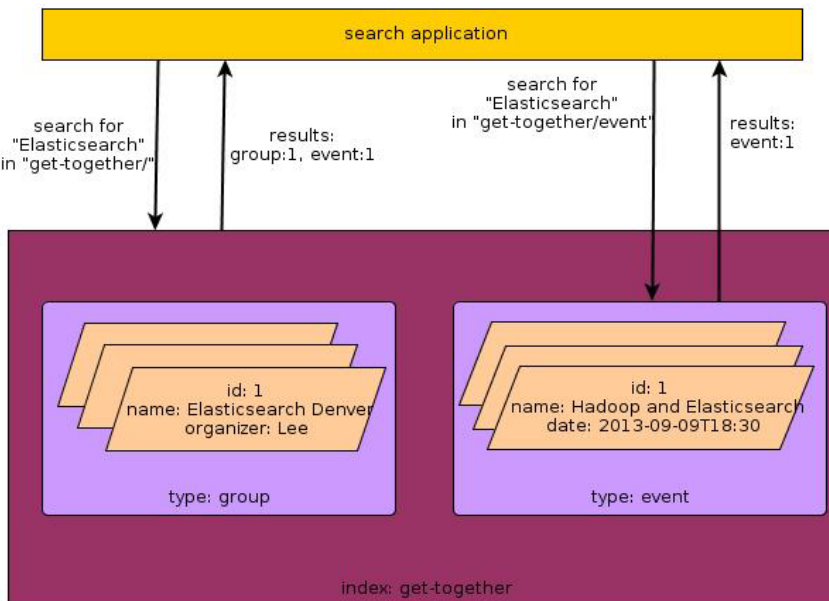 search application
search for
"Elasticsearch"
in "get-together/"
results:
group:1, event:1
search for
"Elasticsearch"
in "get-together/event"
results:
event:1
id: 1
name: Elasticsearch Denver
organizer: Lee
type: group
id: 1
name: Hadoop and Elasticsearch
date: 2013-09-09T18:30
type: event
index: get-together